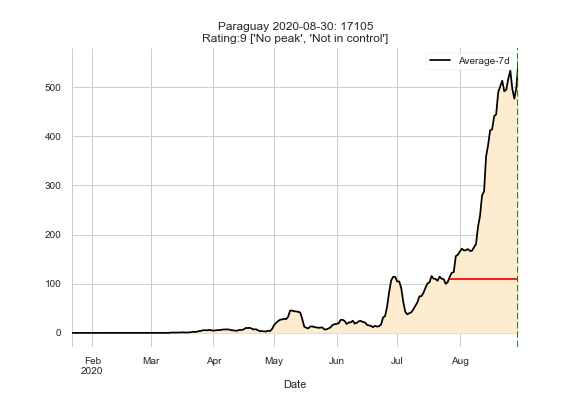 Paraguay 2020-08-30: 17105
Rating:9 ['No peak', 'Not in control']
Average-7d
500
400
300
200
100
0
Feb Mar Apr May Jun Jul Aug
2020
Date